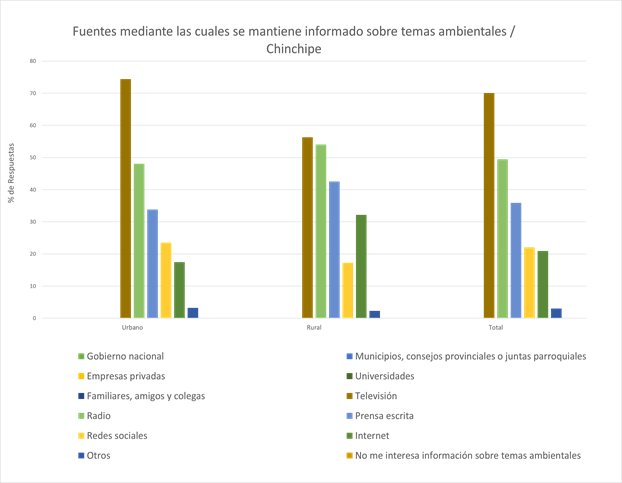 Fuentes mediante las cuales se mantiene informado sobre temas ambientales /
Chinchipe
% de Respuestas
80
70
60
50
40
30
20
10
0
Urbano Rural Total
Gobierno nacional Municipios, consejos provinciales o juntas parroquiales
Empresas privadas Universidades
Familiares, amigos y colegas Televisión
Radio Prensa escrita
Redes sociales Internet
Otros No me interesa información sobre temas ambientales